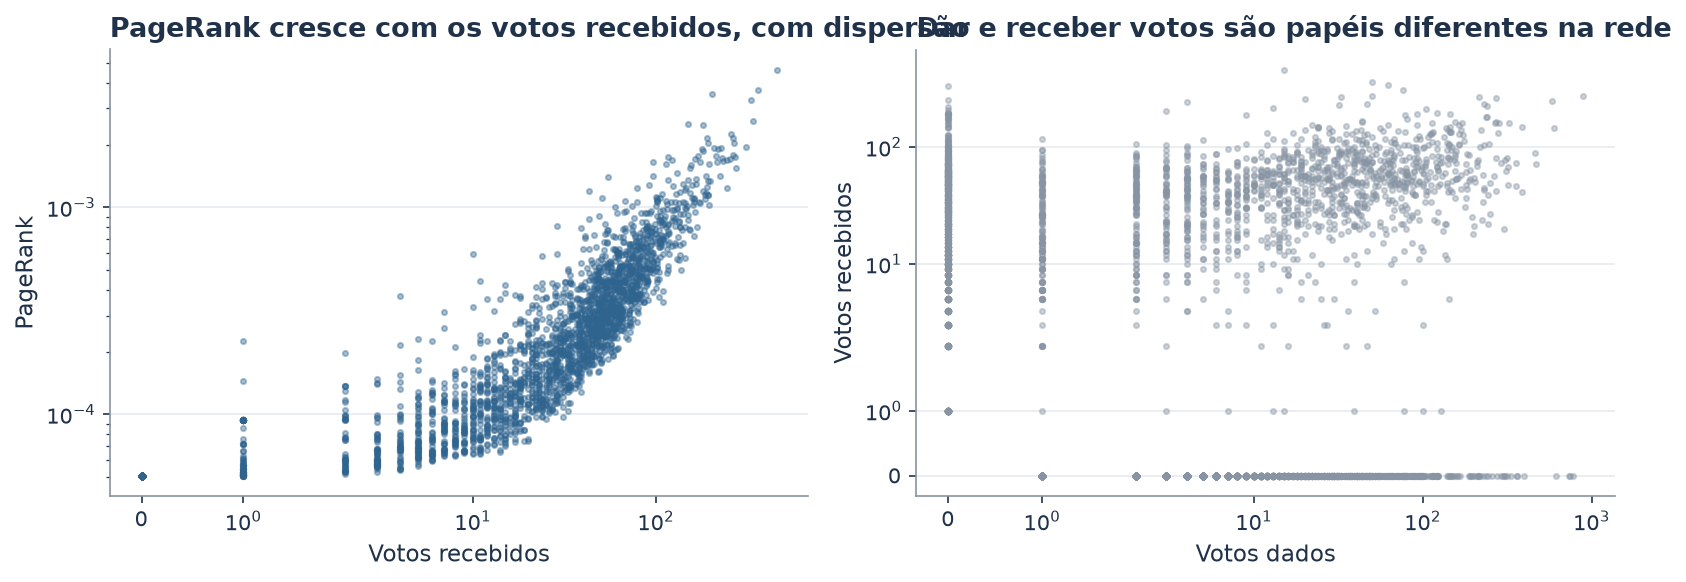 PageRank cresce com os votos recebidos, com dispersão
Dar e receber votos são papéis diferentes na rede
PageRank
10⁻³
10⁻⁴
0
10⁰
10¹
10²
Votos recebidos
Votos recebidos
10²
10¹
10⁰
0
0
10⁰
10¹
10²
10³
Votos dados